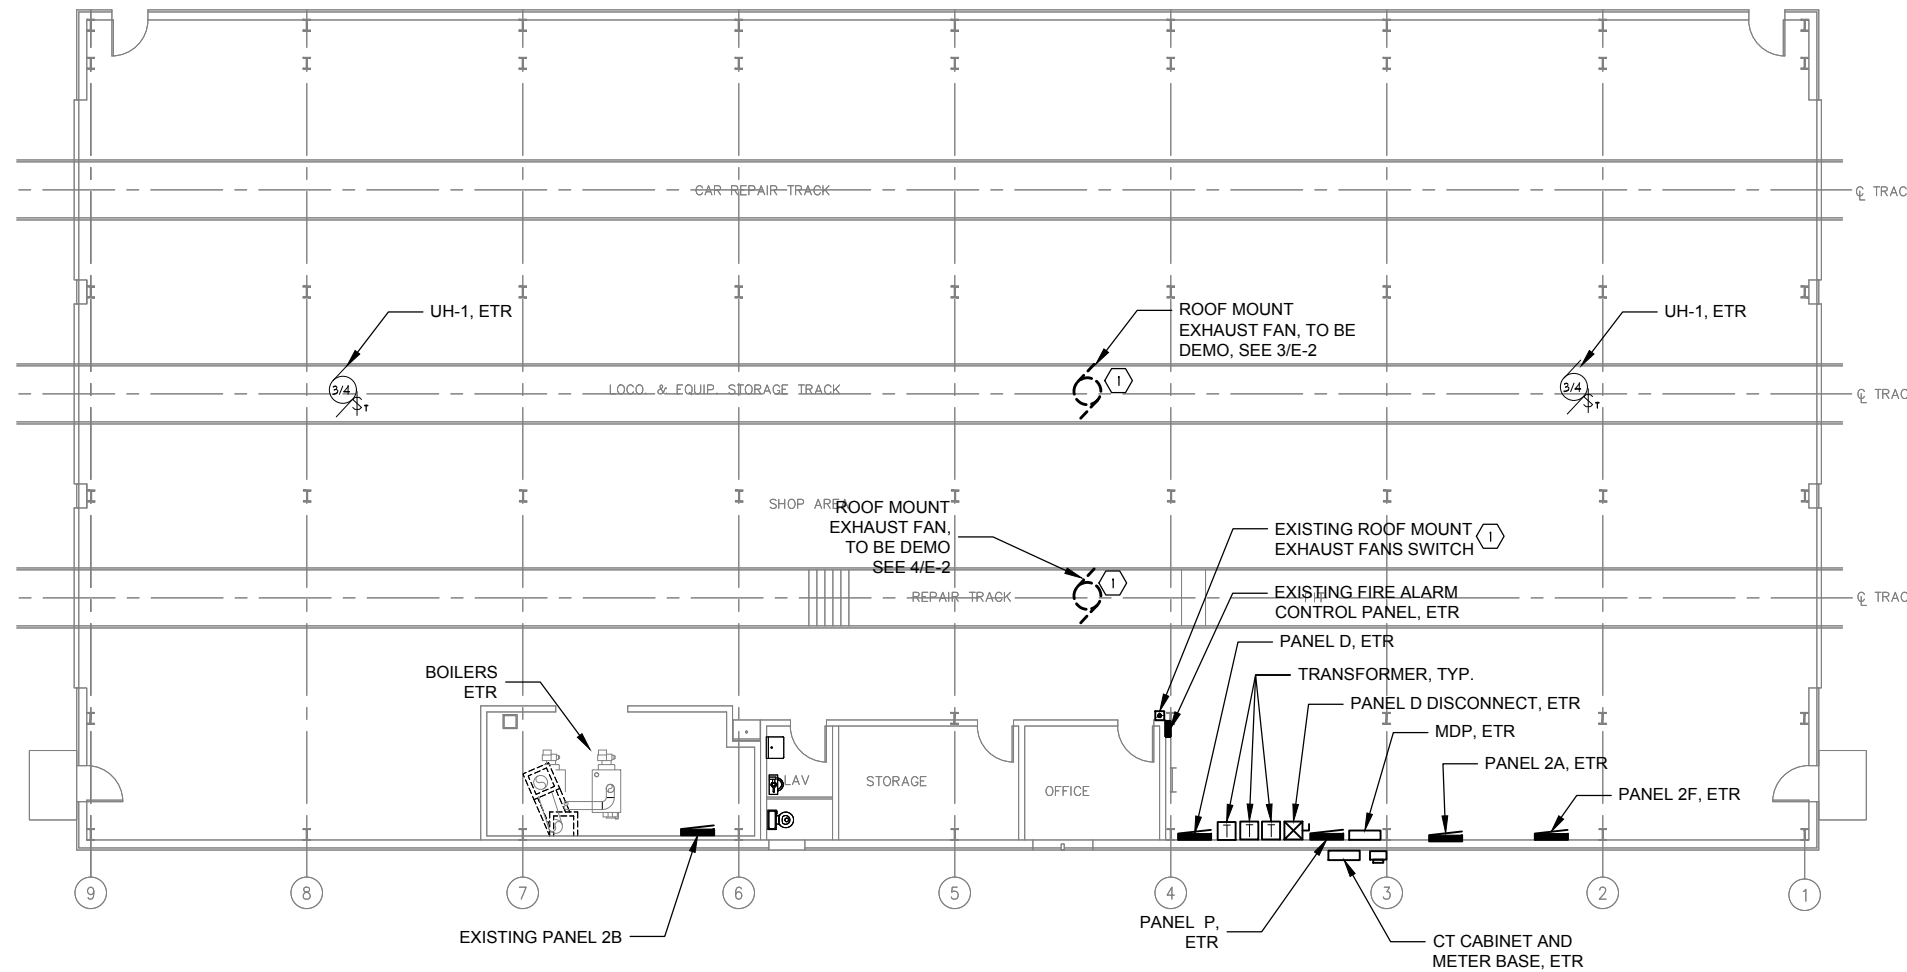 CAR REPAIR TRACK
℄ TRAC
UH-1, ETR
ROOF MOUNT
EXHAUST FAN, TO BE
DEMO, SEE 3/E-2
UH-1, ETR
3/4
T
LOCO. & EQUIP. STORAGE TRACK
1
3/4
T
℄ TRAC
SHOP AREA
ROOF MOUNT
EXHAUST FAN,
TO BE DEMO
SEE 4/E-2
EXISTING ROOF MOUNT
EXHAUST FANS SWITCH
1
REPAIR TRACK
1
EXISTING FIRE ALARM
CONTROL PANEL, ETR
℄ TRAC
PANEL D, ETR
BOILERS
ETR
TRANSFORMER, TYP.
PANEL D DISCONNECT, ETR
MDP, ETR
PANEL 2A, ETR
PANEL 2F, ETR
LAV
STORAGE
OFFICE
T
T
T
9
8
7
6
5
4
3
2
1
EXISTING PANEL 2B
PANEL P,
ETR
CT CABINET AND
METER BASE, ETR